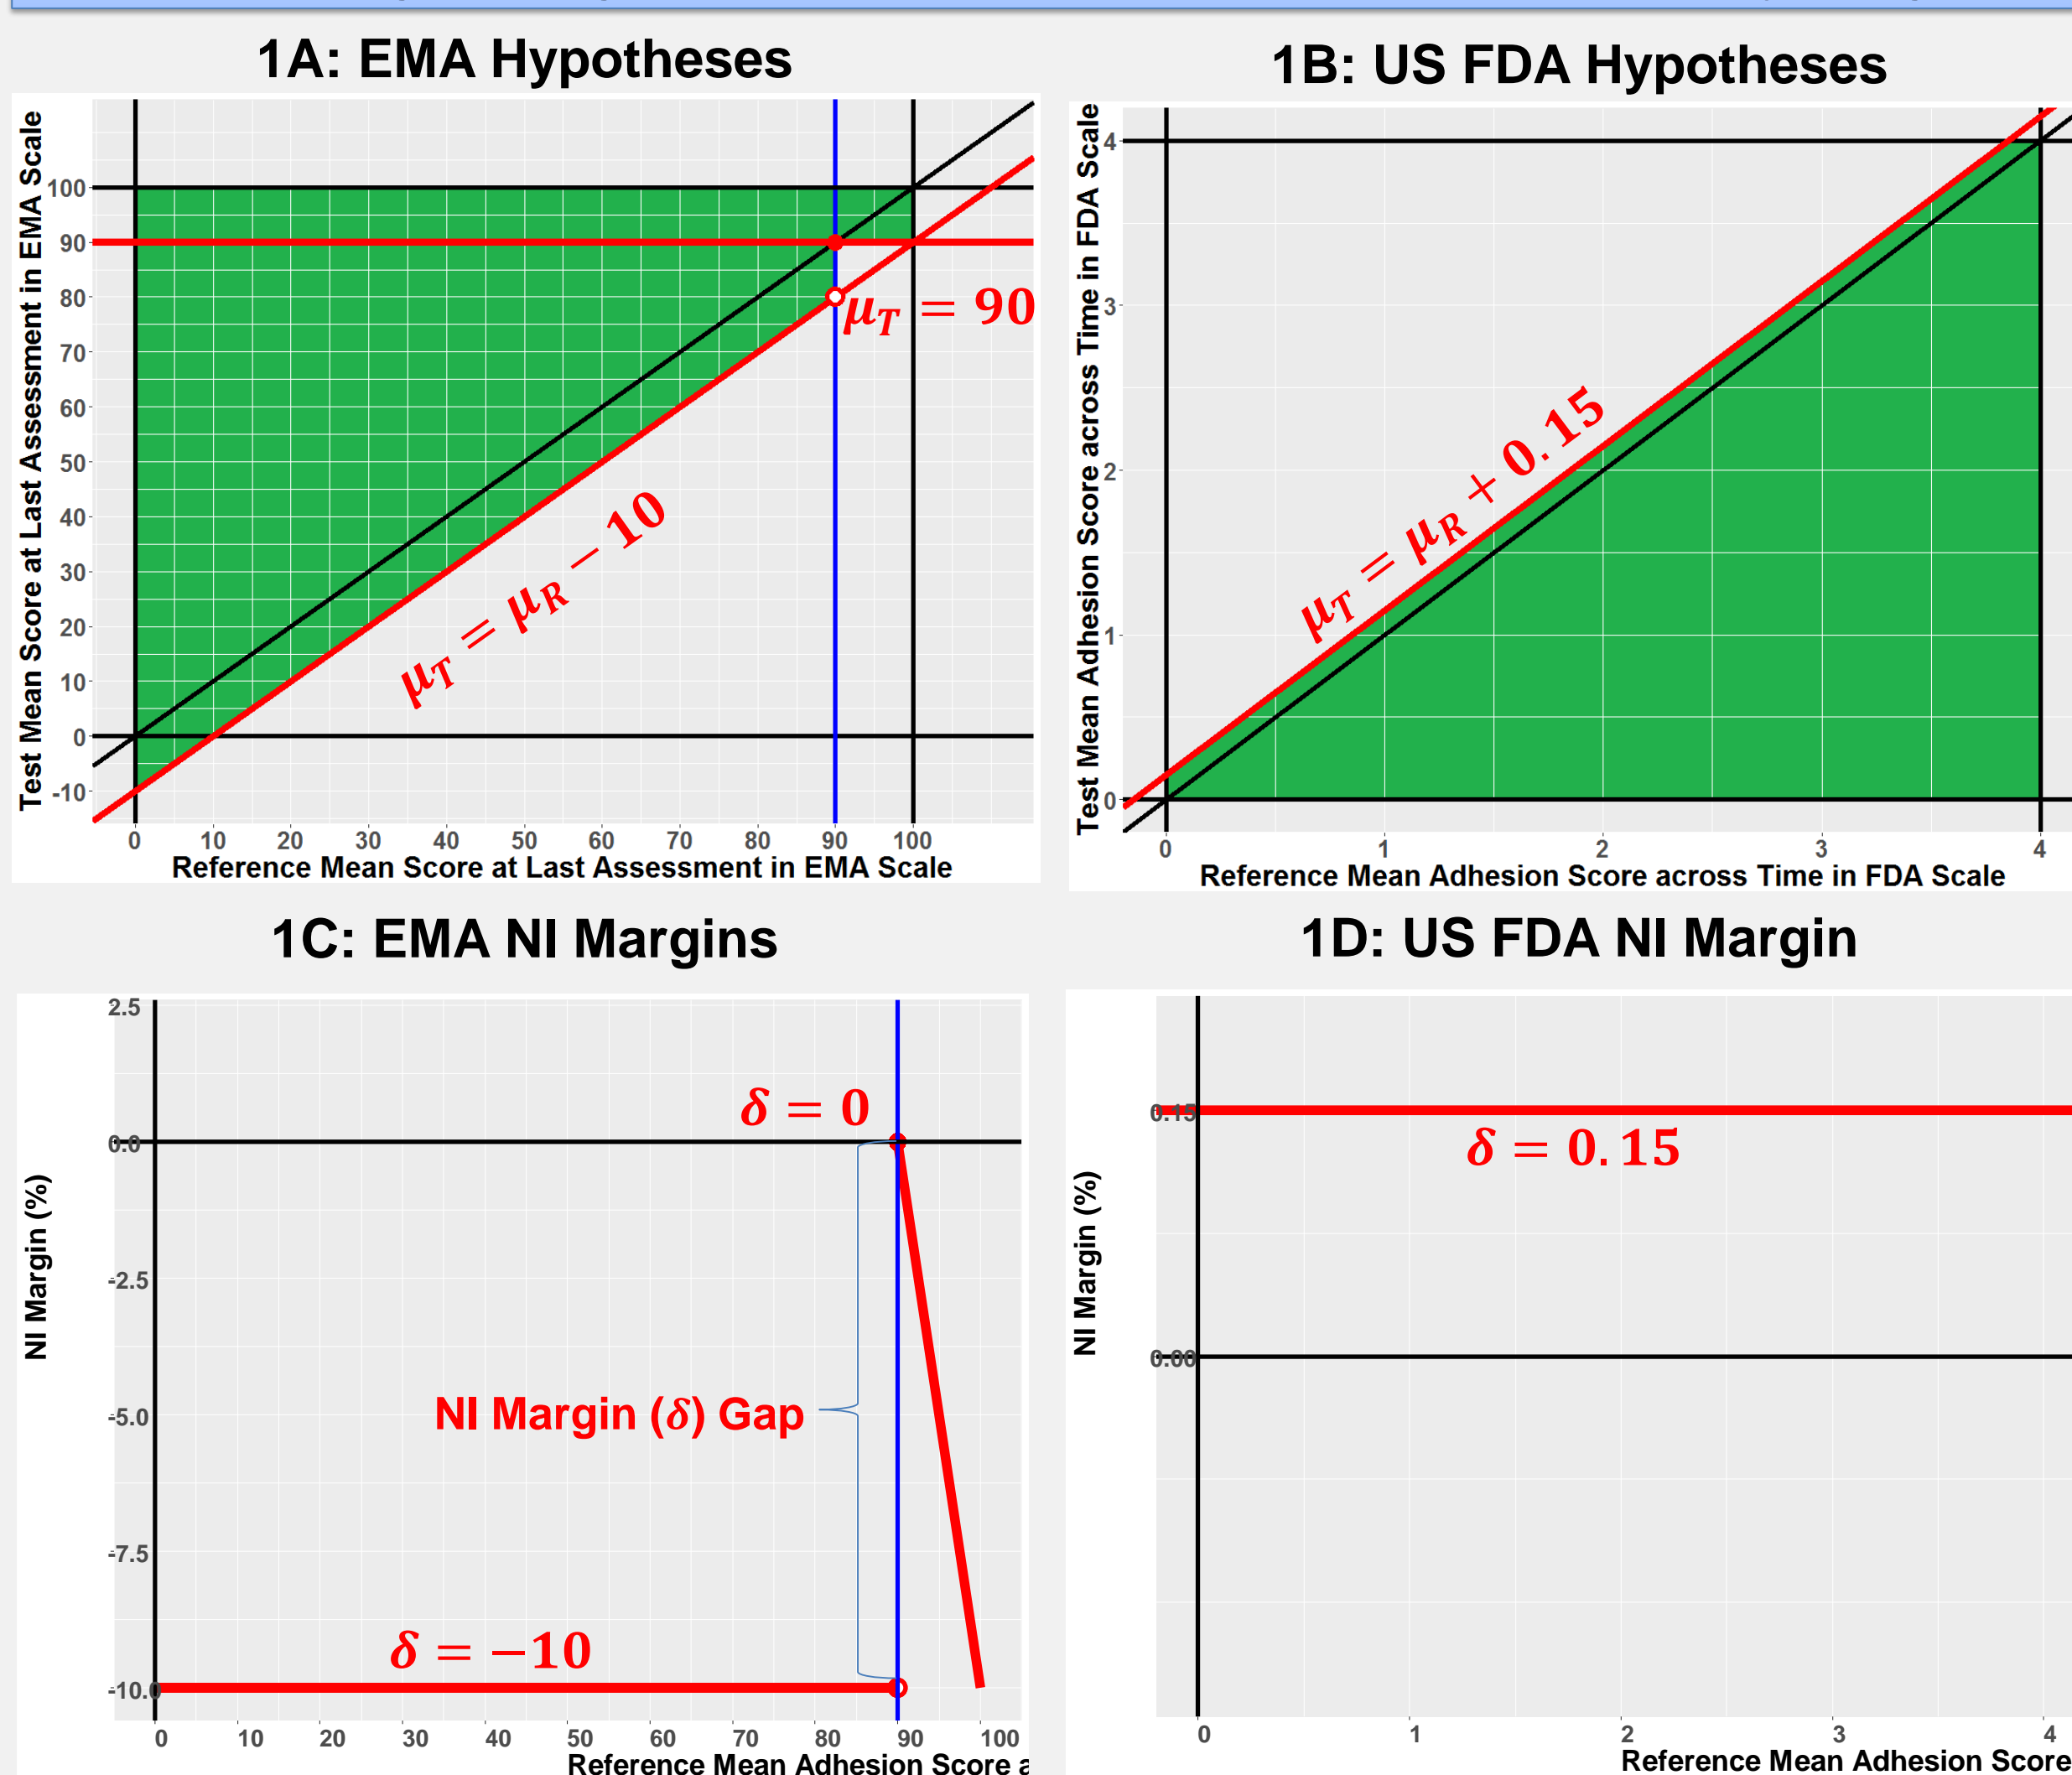 1A: EMA Hypotheses
Test Mean Score at Last Assessment in EMA Scale
100
90
80
70
60
50
40
30
20
10
0
-10
μT = 90
μT = μR − 10
0 10 20 30 40 50 60 70 80 90 100
Reference Mean Score at Last Assessment in EMA Scale
1B: US FDA Hypotheses
Test Mean Adhesion Score across Time in FDA Scale
4
3
2
1
0
μT = μR + 0.15
0 1 2 3 4
Reference Mean Adhesion Score across Time in FDA Scale
1C: EMA NI Margins
NI Margin (%)
2.5
0.0
-2.5
-5.0
-7.5
-10.0
δ = 0
NI Margin (δ) Gap
δ = −10
0 10 20 30 40 50 60 70 80 90 100
Reference Mean Adhesion Score a
1D: US FDA NI Margin
NI Margin (%)
0.15
0.00
δ = 0.15
0 1 2 3 4
Reference Mean Adhesion Score